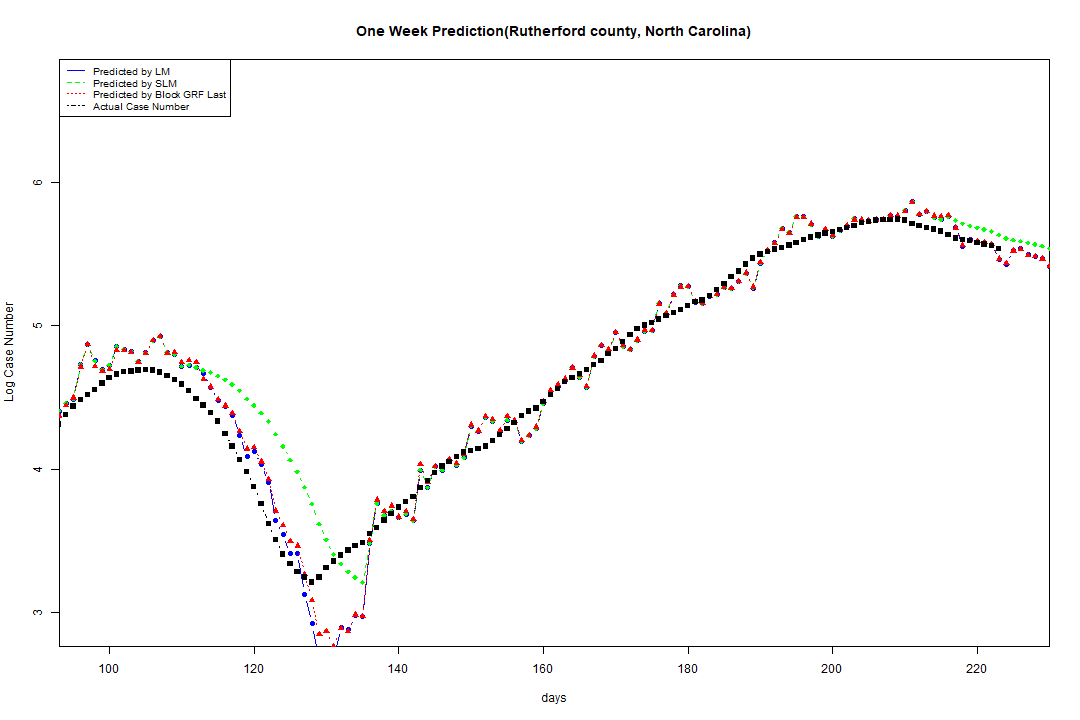 One Week Prediction(Rutherford county, North Carolina)
Predicted by LM
Predicted by SLM
Predicted by Block GRF Last
Actual Case Number
Log Case Number
6
5
4
3
100 120 140 160 180 200 220
days